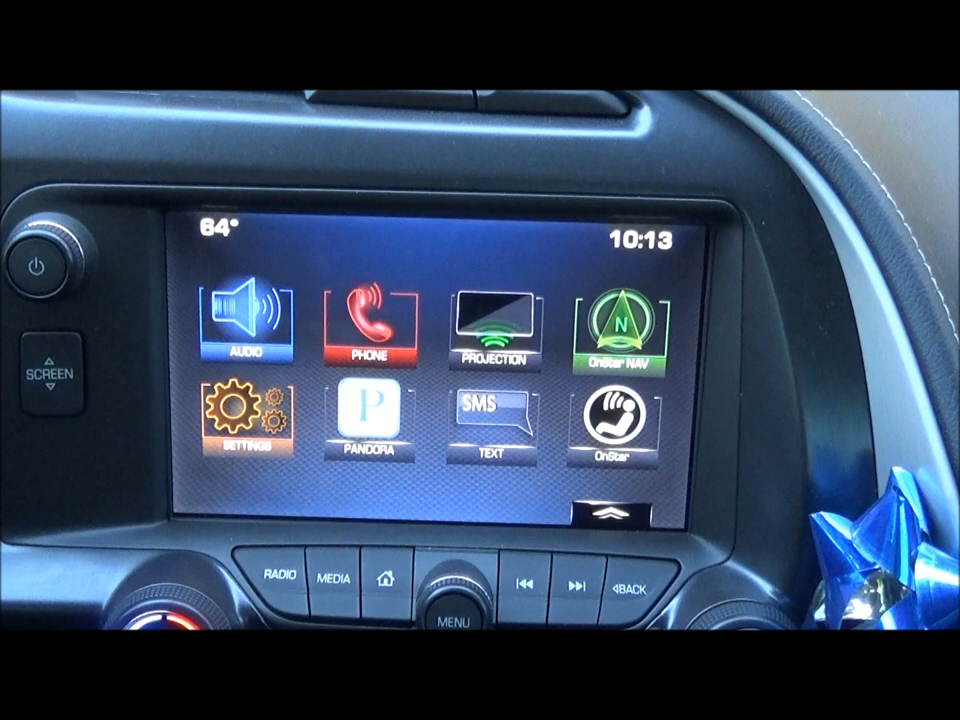 64°
10:13
AUDIO
PHONE
PROJECTION
N
OnStar NAV
SCREEN
SETTINGS
P
PANDORA
SMS
TEXT
OnStar
RADIO
MEDIA
MENU
BACK